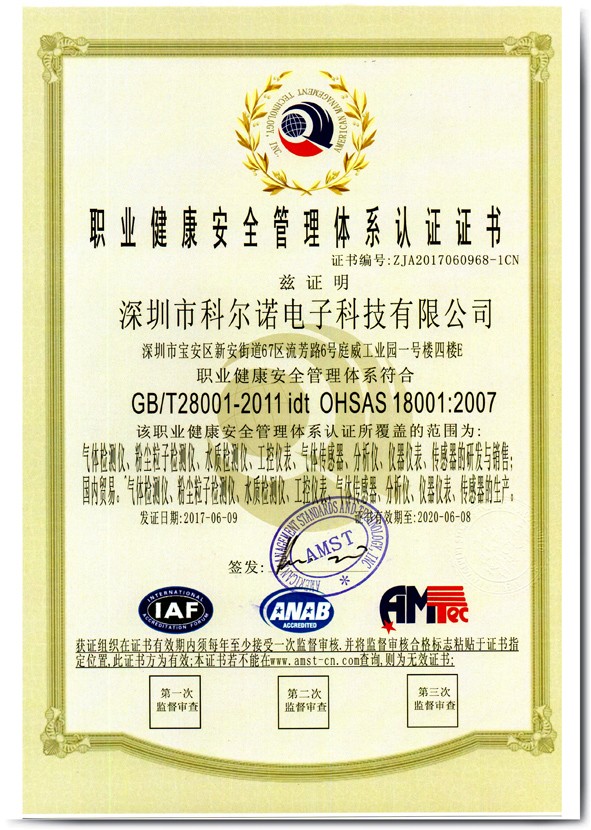 AMERICAN MANAGEMENT TECHNOLOGY, INC.
职业健康安全管理体系认证证书
证书编号:ZJA2017060968-1CN
兹证明
深圳市科尔诺电子科技有限公司
深圳市宝安区新安街道67区流芳路6号庭威工业园一号楼四楼E
职业健康安全管理体系符合
GB/T28001-2011 idt OHSAS 18001:2007
该职业健康安全管理体系认证所覆盖的范围为:
气体检测仪、粉尘粒子检测仪、水质检测仪、工控仪表、气体传感器、分析仪、仪器仪表、传感器的研发与销售;
国内贸易。气体检测仪、粉尘粒子检测仪、水质检测仪、工控仪表、气体传感器、分析仪、仪器仪表、传感器的生产。
发证日期:2017-06-09 证书有效期至:2020-06-08
AMERICAN MANAGEMENT STANDARDS AND TECHNOLOGY, INC
AMST
签发:
INTERNATIONAL
IAF
ACCREDITATION FORUM
ANAB
ACCREDITED
AMTec
获证组织在证书有效期内须每年至少接受一次监督审核,并将监督审核合格标志粘贴于证书指
定位置,此证书方为有效;本证书若不能在www.amst-cn.com查询,则为无效证书;
第一次
监督审查
第二次
监督审查
第三次
监督审查